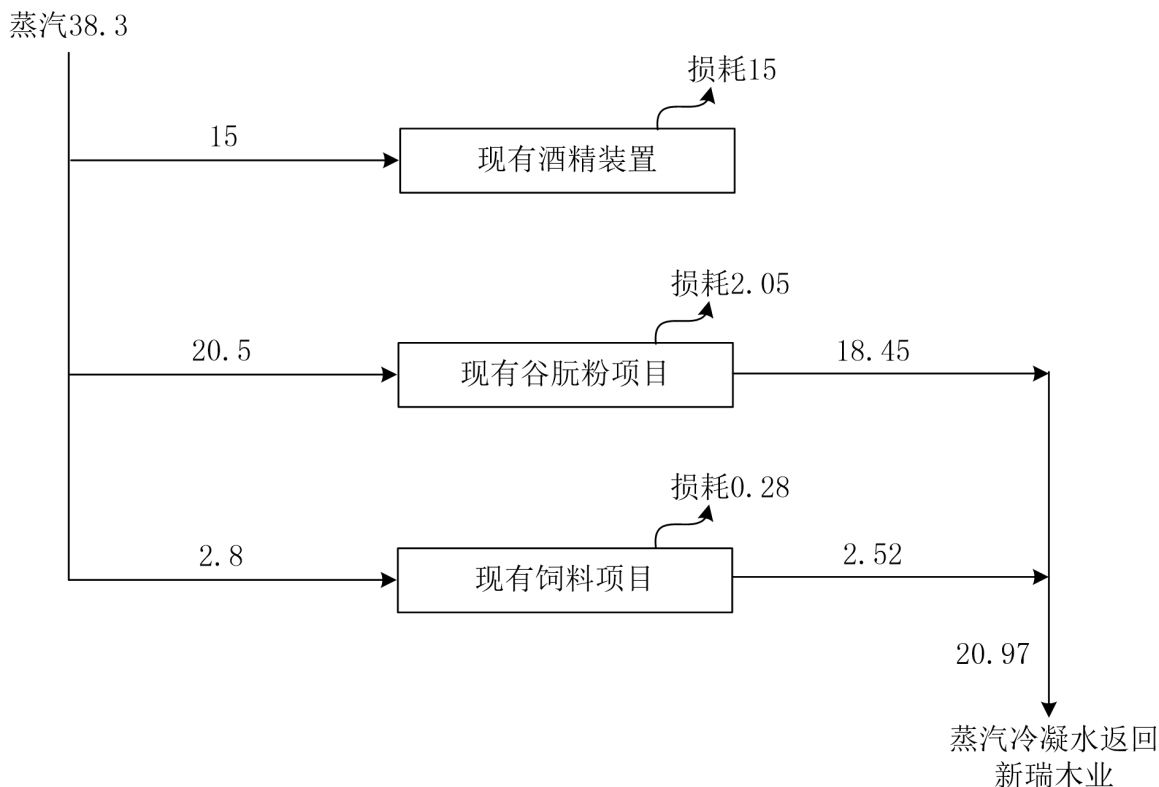 蒸汽38.3
损耗15
15
现有酒精装置
损耗2.05
20.5
现有谷朊粉项目
18.45
损耗0.28
2.8
现有饲料项目
2.52
20.97
蒸汽冷凝水返回
新瑞木业